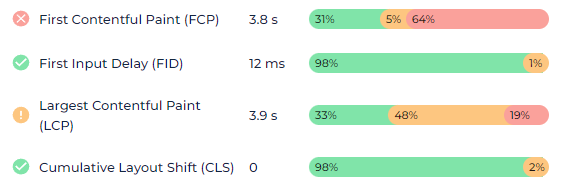 First Contentful Paint (FCP) 3.8 s 31% 5% 64%
First Input Delay (FID) 12 ms 98% 1%
Largest Contentful Paint
(LCP) 3.9 s 33% 48% 19%
Cumulative Layout Shift (CLS) 0 98% 2%